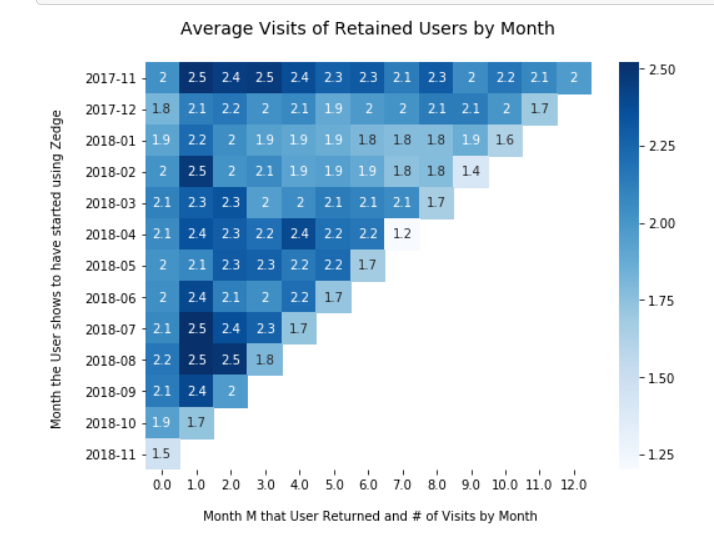 Average Visits of Retained Users by Month
Month the User shows to have started using Zedge
2017-11 2 2.5 2.4 2.5 2.4 2.3 2.3 2.1 2.3 2 2.2 2.1 2
2017-12 1.8 2.1 2.2 2 2.1 1.9 2 2 2.1 2.1 2 1.7
2018-01 1.9 2.2 2 1.9 1.9 1.9 1.8 1.8 1.8 1.9 1.6
2018-02 2 2.5 2 2.1 1.9 1.9 1.9 1.8 1.8 1.4
2018-03 2.1 2.3 2.3 2 2 2.1 2.1 2.1 1.7
2018-04 2.1 2.4 2.3 2.2 2.4 2.2 2.2 1.2
2018-05 2 2.1 2.3 2.3 2.2 2.2 1.7
2018-06 2 2.4 2.1 2 2.2 1.7
2018-07 2.1 2.5 2.4 2.3 1.7
2018-08 2.2 2.5 2.5 1.8
2018-09 2.1 2.4 2
2018-10 1.9 1.7
2018-11 1.5
0.0 1.0 2.0 3.0 4.0 5.0 6.0 7.0 8.0 9.0 10.0 11.0 12.0
Month M that User Returned and # of Visits by Month
2.50
2.25
2.00
1.75
1.50
1.25